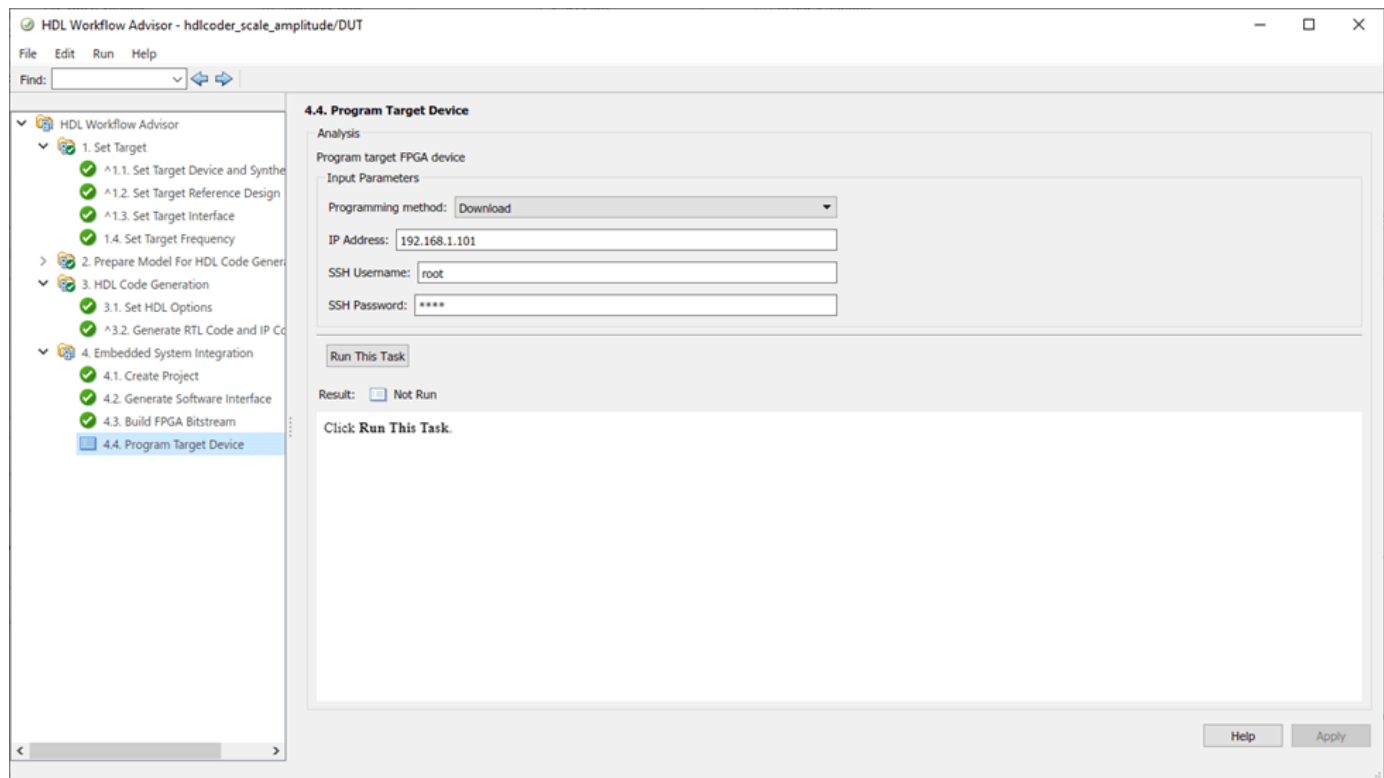 HDL Workflow Advisor - hdlcoder_scale_amplitude/DUT
File Edit Run Help
Find:
HDL Workflow Advisor
1. Set Target
^1.1. Set Target Device and Synthe
^1.2. Set Target Reference Design
^1.3. Set Target Interface
1.4. Set Target Frequency
2. Prepare Model For HDL Code Genera
3. HDL Code Generation
3.1. Set HDL Options
^3.2. Generate RTL Code and IP Co
4. Embedded System Integration
4.1. Create Project
4.2. Generate Software Interface
4.3. Build FPGA Bitstream
4.4. Program Target Device
4.4. Program Target Device
Analysis
Program target FPGA device
Input Parameters
Programming method: Download
IP Address: 192.168.1.101
SSH Username: root
SSH Password: ****
Run This Task
Result: Not Run
Click Run This Task.
Help Apply